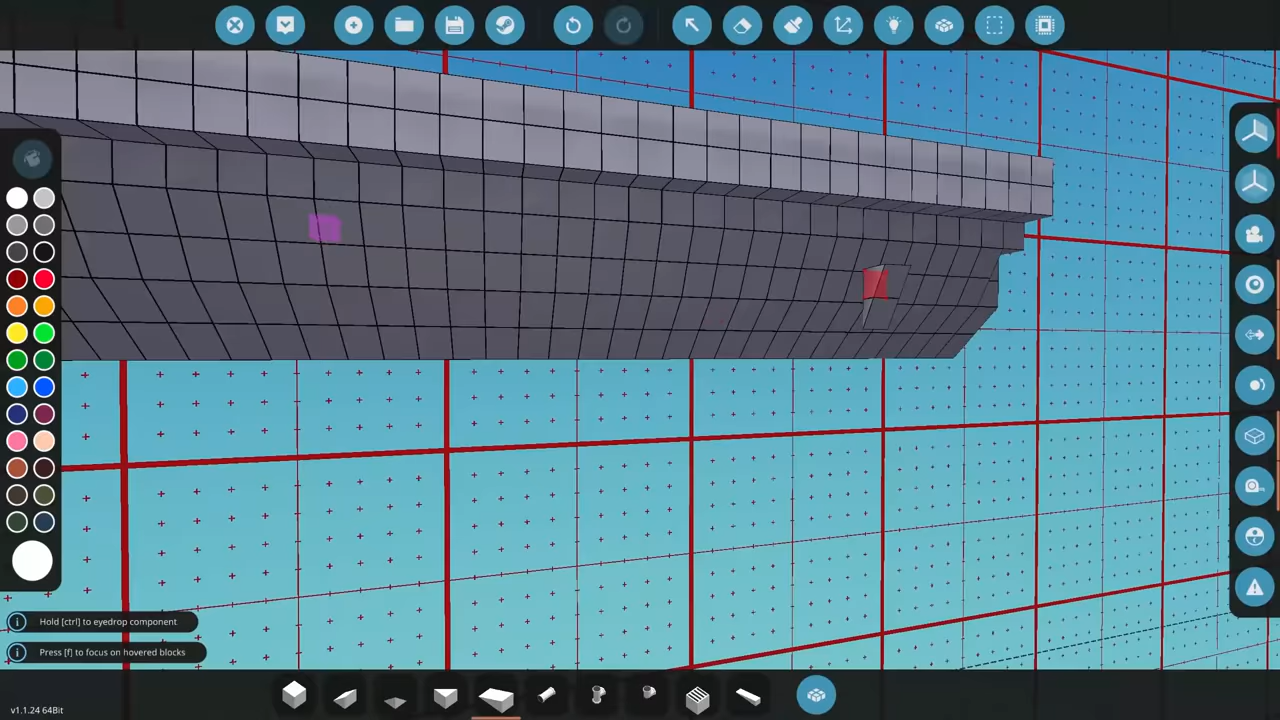 Hold [ctrl] to eyedrop component
Press [f] to focus on hovered blocks
v1.1.24 64Bit